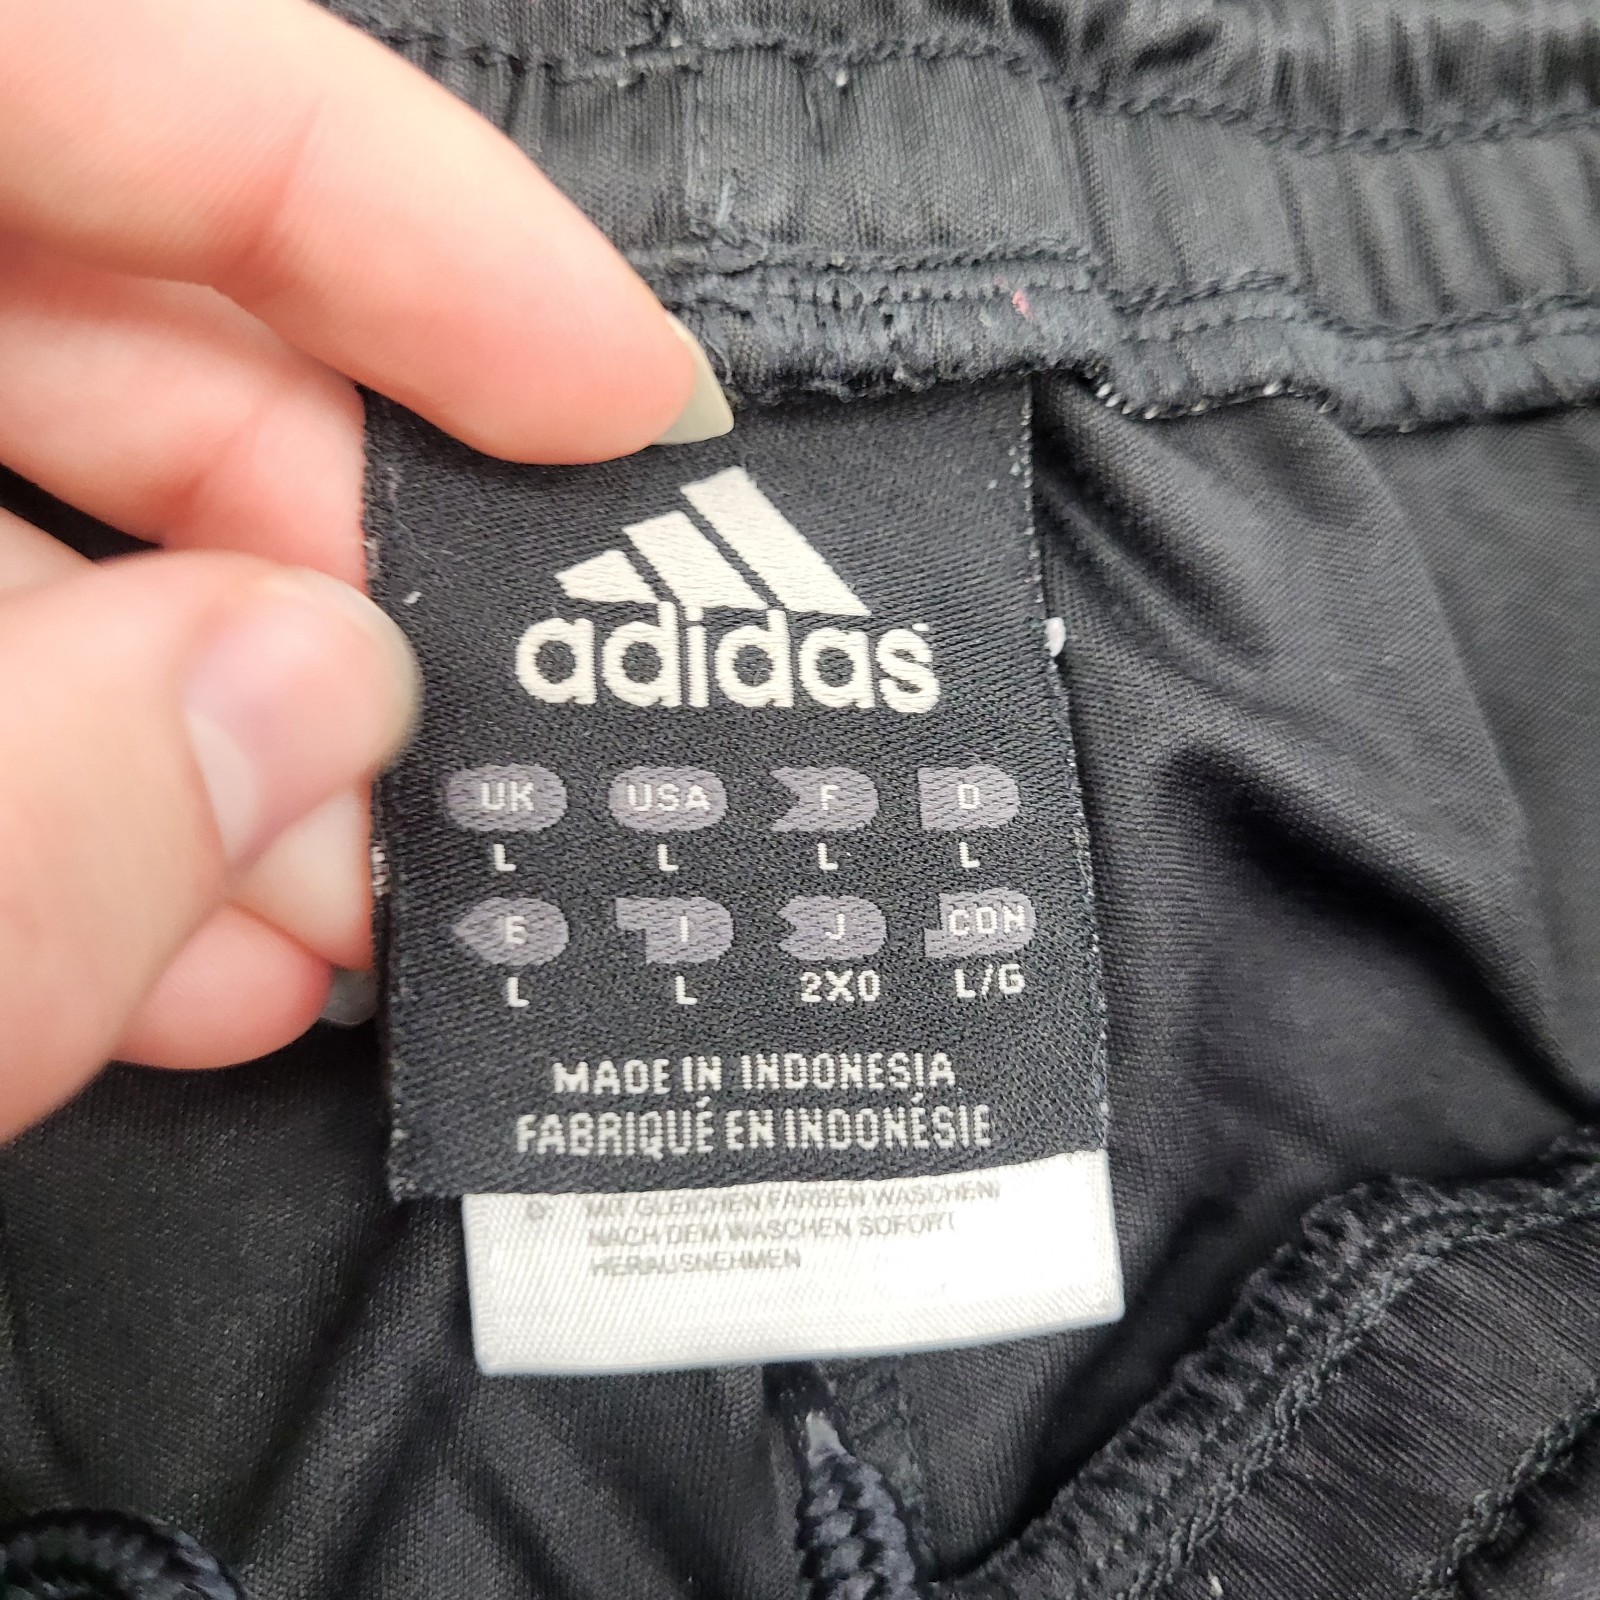 adidas
UK USA F D
L L L L
E I J CDN
L L 2XO L/G
MADE IN INDONESIA
FABRIQUÉ EN INDONÉSIE
D: MIT GLEICHEN FARBEN WASCHEN/
NACH DEM WASCHEN SOFORT
HERAUSNEHMEN